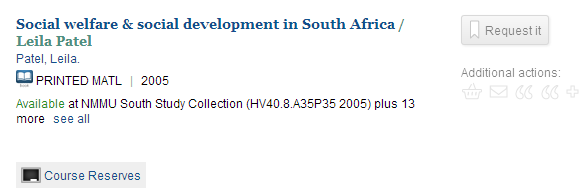 Social welfare & social development in South Africa /
Leila Patel
Patel, Leila.
PRINTED MATL | 2005
Available at NMMU South Study Collection (HV40.8.A35P35 2005) plus 13
more see all
Course Reserves
Request it
Additional actions: